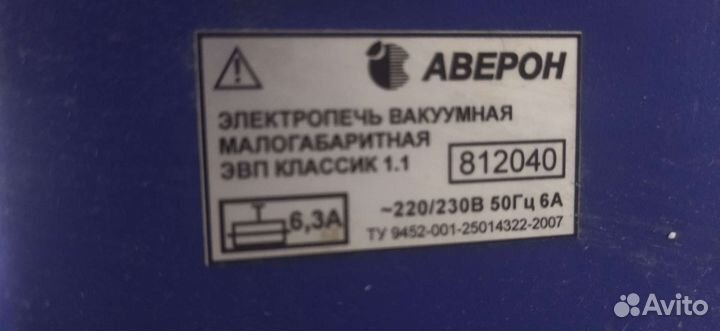 АВЕРОН
ЭЛЕКТРОПЕЧЬ ВАКУУМНАЯ
МАЛОГАБАРИТНАЯ
ЭВП КЛАССИК 1.1
812040
6,3А
~220/230В 50Гц 6А
ТУ 9452-001-25014322-2007
Avito